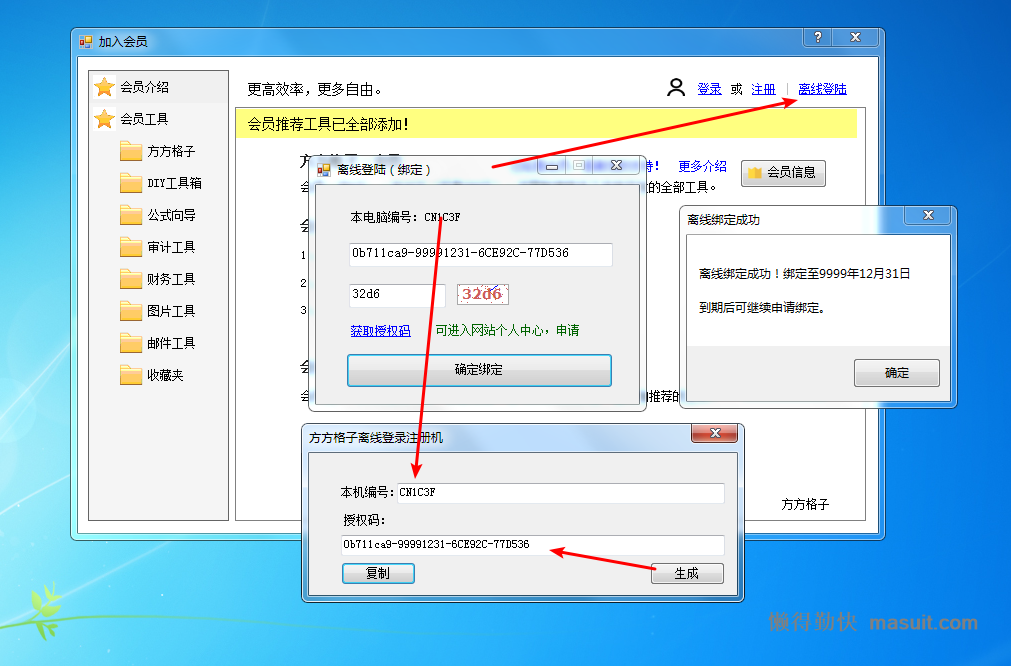 加入会员
会员介绍
会员工具
方方格子
DIY工具箱
公式向导
审计工具
财务工具
图片工具
邮件工具
收藏夹
更高效率，更多自由。
登录 或 注册 | 离线登陆
会员推荐工具已全部添加！
更多介绍
会员信息
的全部工具。
1
2
3
方方格子
离线登陆（绑定）
本电脑编号：CN1C3F
0b711ca9-99991231-6CE92C-77D536
32d6
32d6
获取授权码 可进入网站个人中心，申请
确定绑定
离线绑定成功
离线绑定成功！绑定至9999年12月31日
到期后可继续申请绑定。
确定
方方格子离线登录注册机
本机编号：CN1C3F
授权码：
0b711ca9-99991231-6CE92C-77D536
复制
生成
懒得勤快 masuit.com